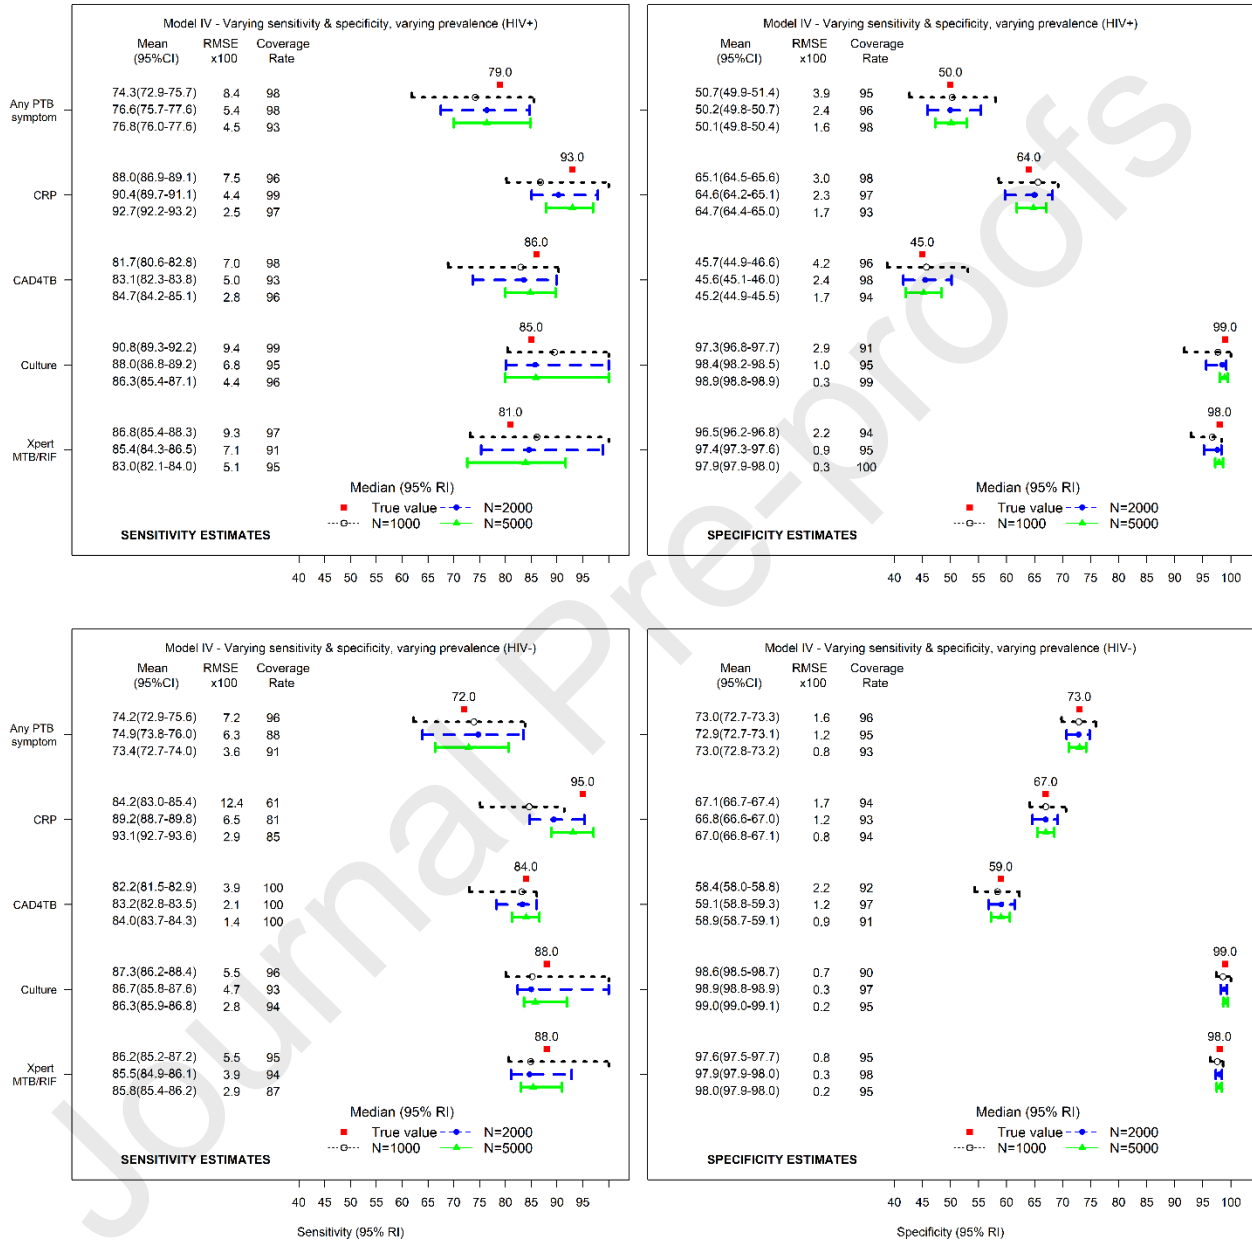 Model IV - Varying sensitivity & specificity, varying prevalence (HIV+)
Mean RMSE Coverage
(95%CI) x100 Rate
79.0
Any PTB
symptom
74.3(72.9-75.7) 8.4 98
76.6(75.7-77.6) 5.4 98
76.8(76.0-77.6) 4.5 93
93.0
CRP
88.0(86.9-89.1) 7.5 96
90.4(89.7-91.1) 4.4 99
92.7(92.2-93.2) 2.5 97
86.0
CAD4TB
81.7(80.6-82.8) 7.0 98
83.1(82.3-83.8) 5.0 93
84.7(84.2-85.1) 2.8 96
85.0
Culture
90.8(89.3-92.2) 9.4 99
88.0(86.8-89.2) 6.8 95
86.3(85.4-87.1) 4.4 96
81.0
Xpert
MTB/RIF
86.8(85.4-88.3) 9.3 97
85.4(84.3-86.5) 7.1 91
83.0(82.1-84.0) 5.1 95
Median (95% RI)
True value N=2000
N=1000 N=5000
SENSITIVITY ESTIMATES
40 45 50 55 60 65 70 75 80 85 90 95 100
Model IV - Varying sensitivity & specificity, varying prevalence (HIV+)
Mean RMSE Coverage
(95%CI) x100 Rate
50.0
50.7(49.9-51.4) 3.9 95
50.2(49.8-50.7) 2.4 96
50.1(49.8-50.4) 1.6 98
64.0
65.1(64.5-65.6) 3.0 98
64.6(64.2-65.1) 2.3 97
64.7(64.4-65.0) 1.7 93
45.0
45.7(44.9-46.6) 4.2 96
45.6(45.1-46.0) 2.4 98
45.2(44.9-45.5) 1.7 94
99.0
97.3(96.8-97.7) 2.9 91
98.4(98.2-98.5) 1.0 95
98.9(98.8-98.9) 0.3 99
98.0
96.5(96.2-96.8) 2.2 94
97.4(97.3-97.6) 0.9 95
97.9(97.9-98.0) 0.3 100
Median (95% RI)
True value N=2000
N=1000 N=5000
SPECIFICITY ESTIMATES
40 45 50 55 60 65 70 75 80 85 90 95 100
Model IV - Varying sensitivity & specificity, varying prevalence (HIV-)
Mean RMSE Coverage
(95%CI) x100 Rate
72.0
Any PTB
symptom
74.2(72.9-75.6) 7.2 96
74.9(73.8-76.0) 6.3 88
73.4(72.7-74.0) 3.6 91
95.0
CRP
84.2(83.0-85.4) 12.4 61
89.2(88.7-89.8) 6.5 81
93.1(92.7-93.6) 2.9 85
84.0
CAD4TB
82.2(81.5-82.9) 3.9 100
83.2(82.8-83.5) 2.1 100
84.0(83.7-84.3) 1.4 100
88.0
Culture
87.3(86.2-88.4) 5.5 96
86.7(85.8-87.6) 4.7 93
86.3(85.9-86.8) 2.8 94
88.0
Xpert
MTB/RIF
86.2(85.2-87.2) 5.5 95
85.5(84.9-86.1) 3.9 94
85.8(85.4-86.2) 2.9 87
Median (95% RI)
True value N=2000
N=1000 N=5000
SENSITIVITY ESTIMATES
40 45 50 55 60 65 70 75 80 85 90 95 100
Sensitivity (95% RI)
Model IV - Varying sensitivity & specificity, varying prevalence (HIV-)
Mean RMSE Coverage
(95%CI) x100 Rate
73.0
73.0(72.7-73.3) 1.6 96
72.9(72.7-73.1) 1.2 95
73.0(72.8-73.2) 0.8 93
67.0
67.1(66.7-67.4) 1.7 94
66.8(66.6-67.0) 1.2 93
67.0(66.8-67.1) 0.8 94
59.0
58.4(58.0-58.8) 2.2 92
59.1(58.8-59.3) 1.2 97
58.9(58.7-59.1) 0.9 91
99.0
98.6(98.5-98.7) 0.7 90
98.9(98.8-98.9) 0.3 97
99.0(99.0-99.1) 0.2 95
98.0
97.6(97.5-97.7) 0.8 95
97.9(97.9-98.0) 0.3 98
98.0(97.9-98.0) 0.2 95
Median (95% RI)
True value N=2000
N=1000 N=5000
SPECIFICITY ESTIMATES
40 45 50 55 60 65 70 75 80 85 90 95 100
Specificity (95% RI)
Journal Pre-proofs